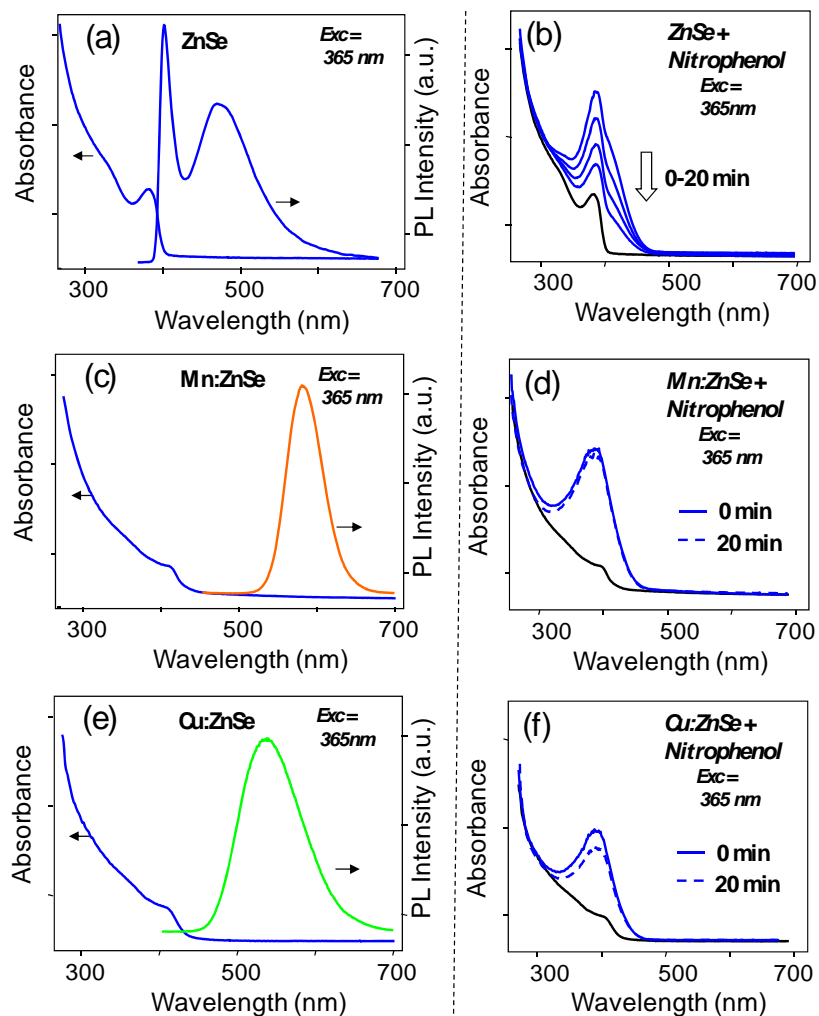 (a)
ZnSe
Exc=
365 nm
Absorbance
PL Intensity (a.u.)
300
500
700
Wavelength (nm)
(b)
ZnSe+
Nitrophenol
Exc=
365nm
0-20 min
Absorbance
300
500
700
Wavelength (nm)
(c)
Mn:ZnSe
Exc=
365 nm
Absorbance
PL Intensity (a.u.)
300
500
700
Wavelength (nm)
(d)
Mn:ZnSe+
Nitrophenol
Exc=
365 nm
0 min
20 min
Absorbance
300
500
700
Wavelength (nm)
(e)
Cu:ZnSe
Exc=
365nm
Absorbance
PL Intensity (a.u.)
300
500
700
Wavelength (nm)
(f)
Cu:ZnSe+
Nitrophenol
Exc=
365 nm
0 min
20 min
Absorbance
300
500
700
Wavelength (nm)